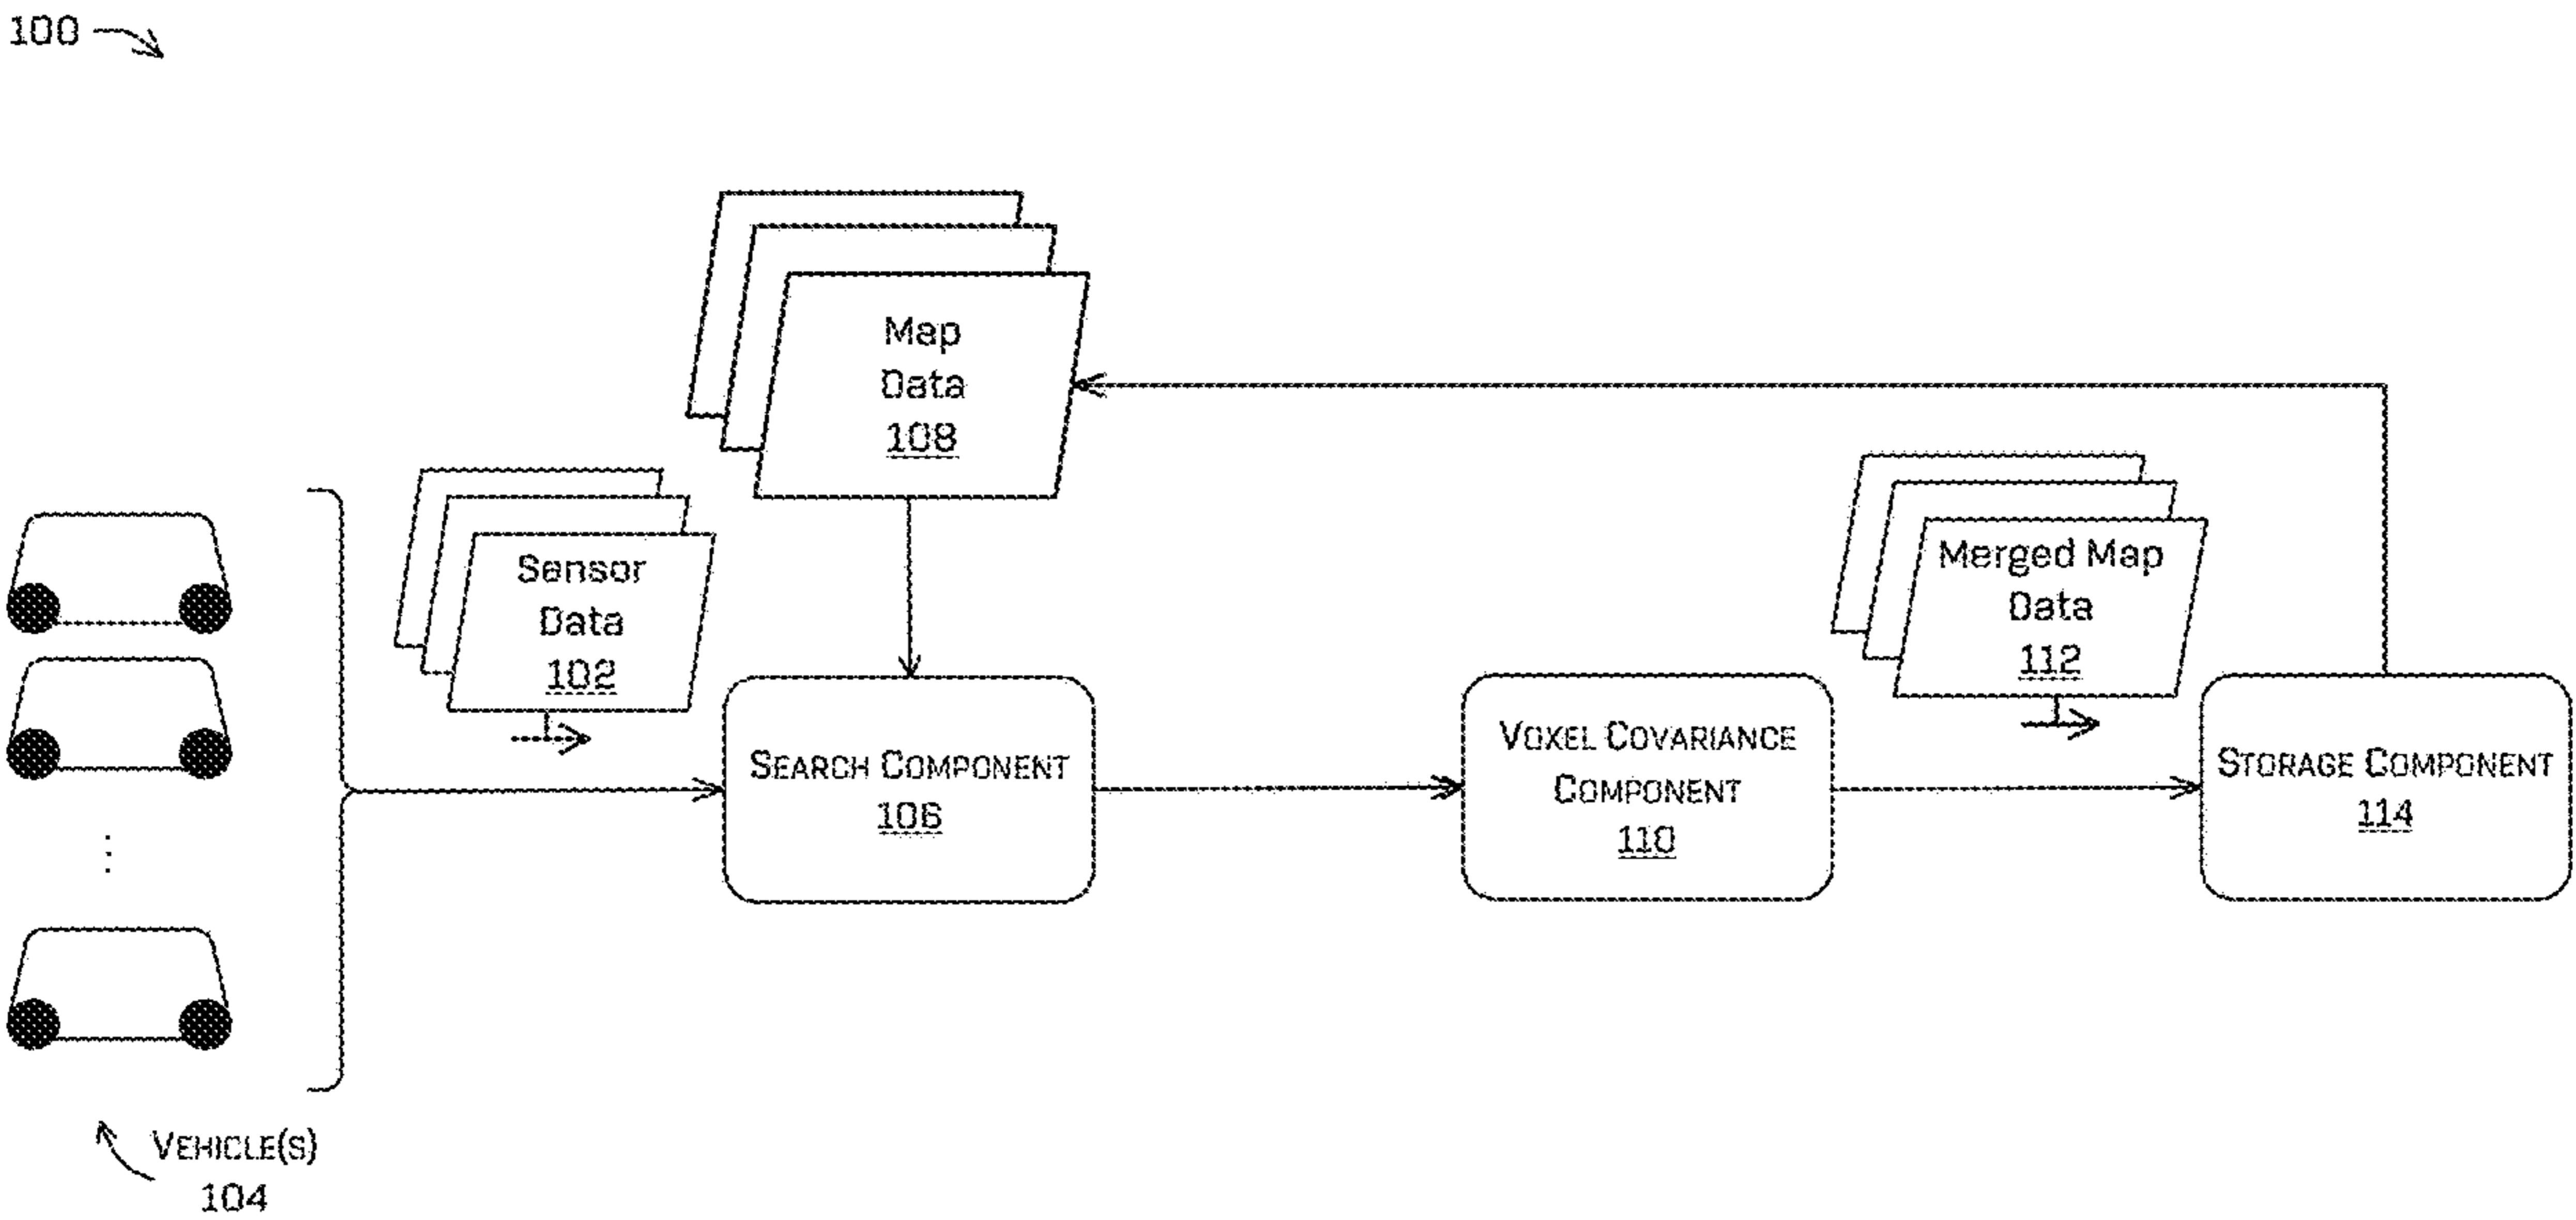 100
Map
Data
108
Sensor
Data
102
Merged Map
Data
112
SEARCH COMPONENT
106
VOXEL COVARIANCE
COMPONENT
110
STORAGE COMPONENT
114
⋮
VEHICLE(S)
104